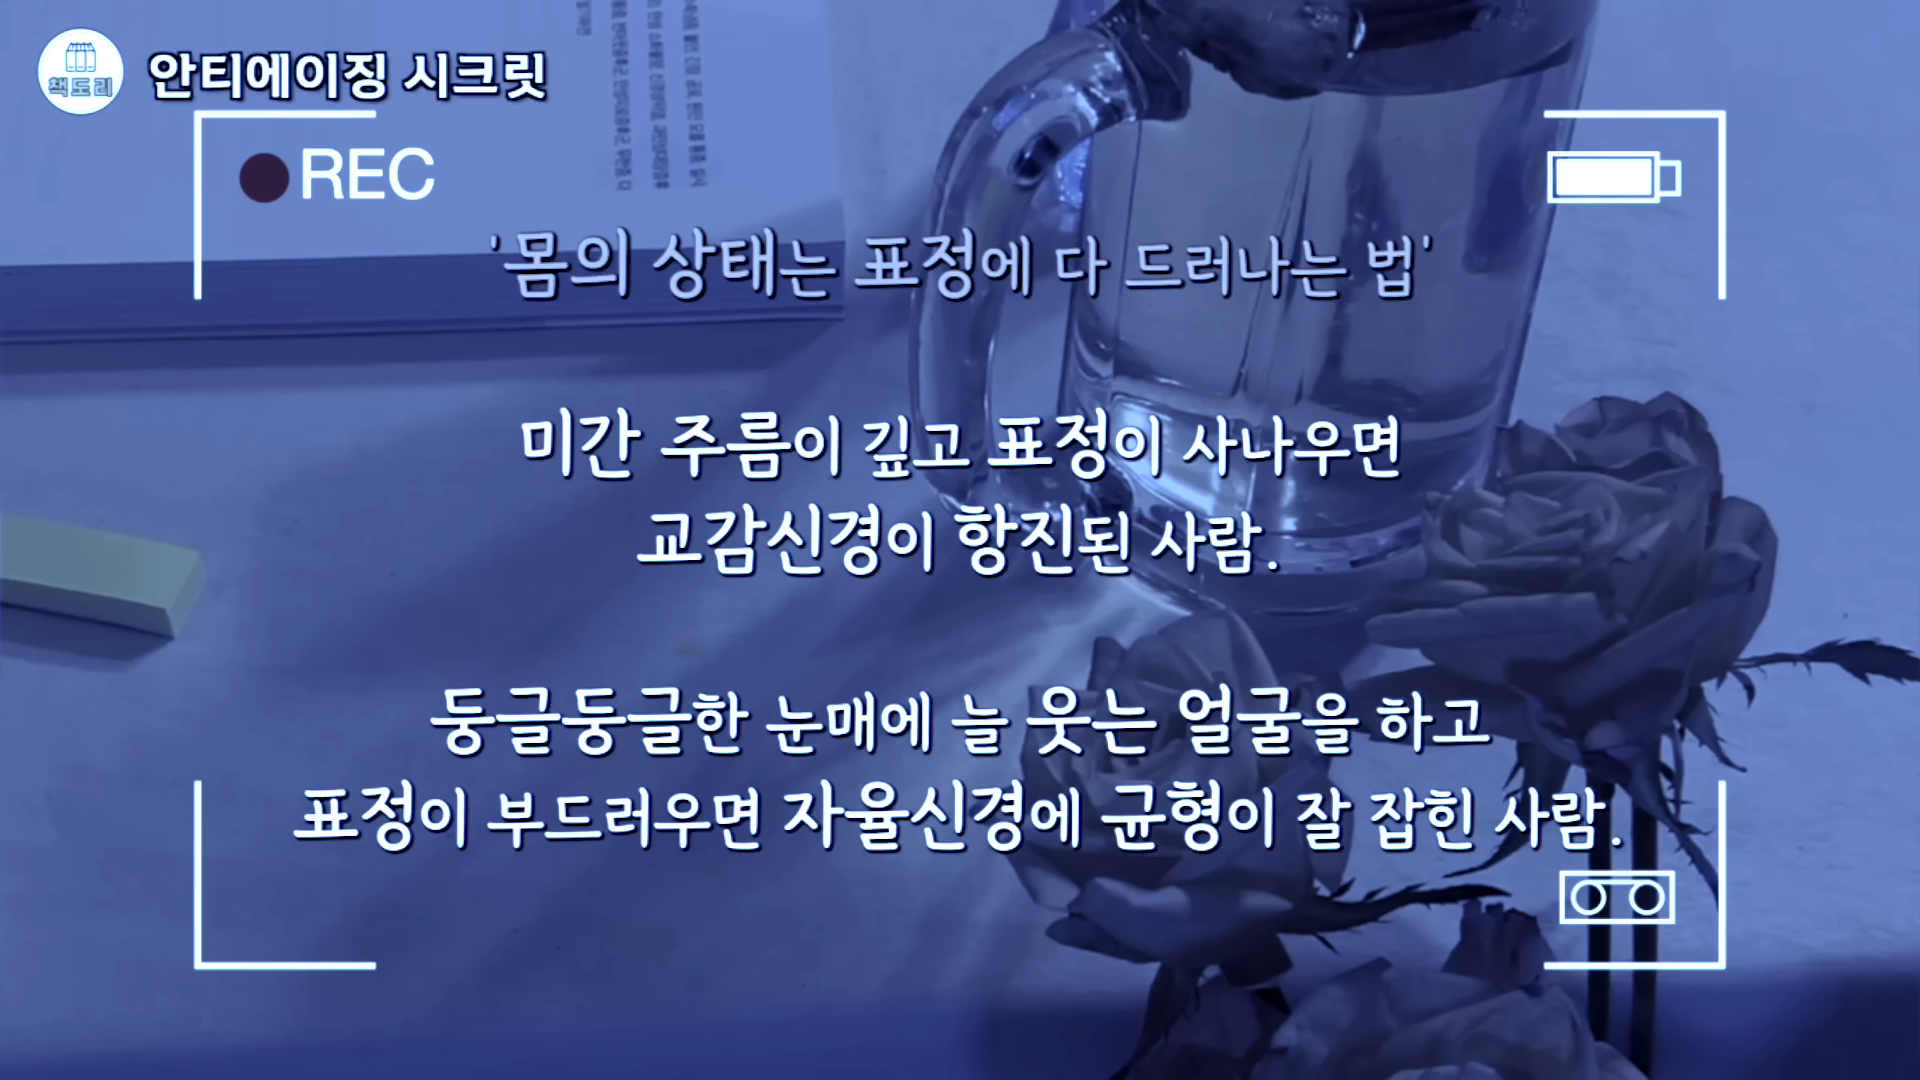 책도리
안티에이징 시크릿
REC
'몸의 상태는 표정에 다 드러나는 법'
미간 주름이 깊고 표정이 사나우면
교감신경이 항진된 사람.
둥글둥글한 눈매에 늘 웃는 얼굴을 하고
표정이 부드러우면 자율신경에 균형이 잘 잡힌 사람.